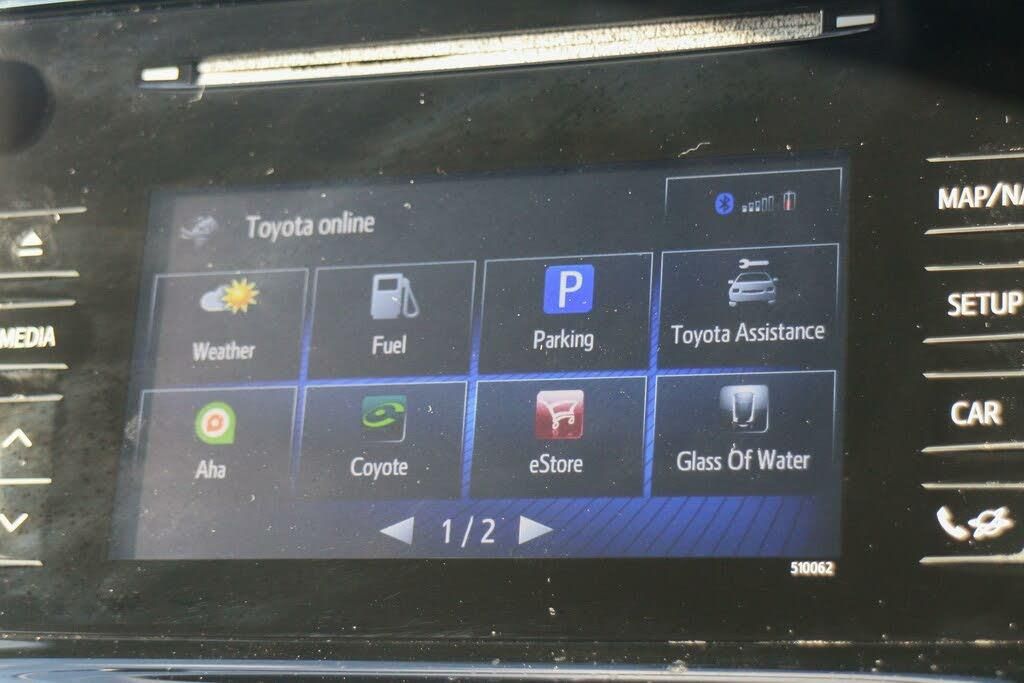 Toyota online
MAP/NA
MEDIA
SETUP
CAR
Weather
Fuel
P
Parking
Toyota Assistance
Aha
Coyote
eStore
Glass Of Water
1/2
510062